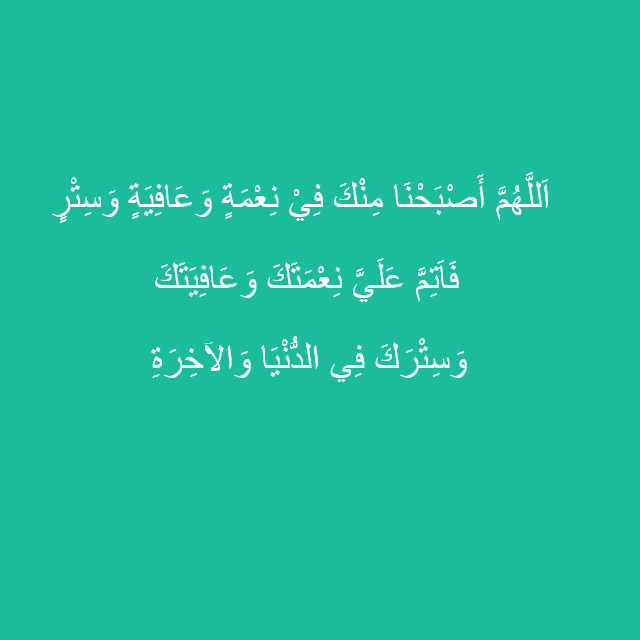 اَللَّهُمَّ أَصْبَحْنَا مِنْكَ فِيْ نِعْمَةٍ وَعَافِيَةٍ وَسِتْرٍ
فَاَتِمَّ عَلَيَّ نِعْمَتَكَ وَعَافِيَتَكَ
وَسِتْرَكَ فِي الدُّنْيَا وَالآخِرَةِ